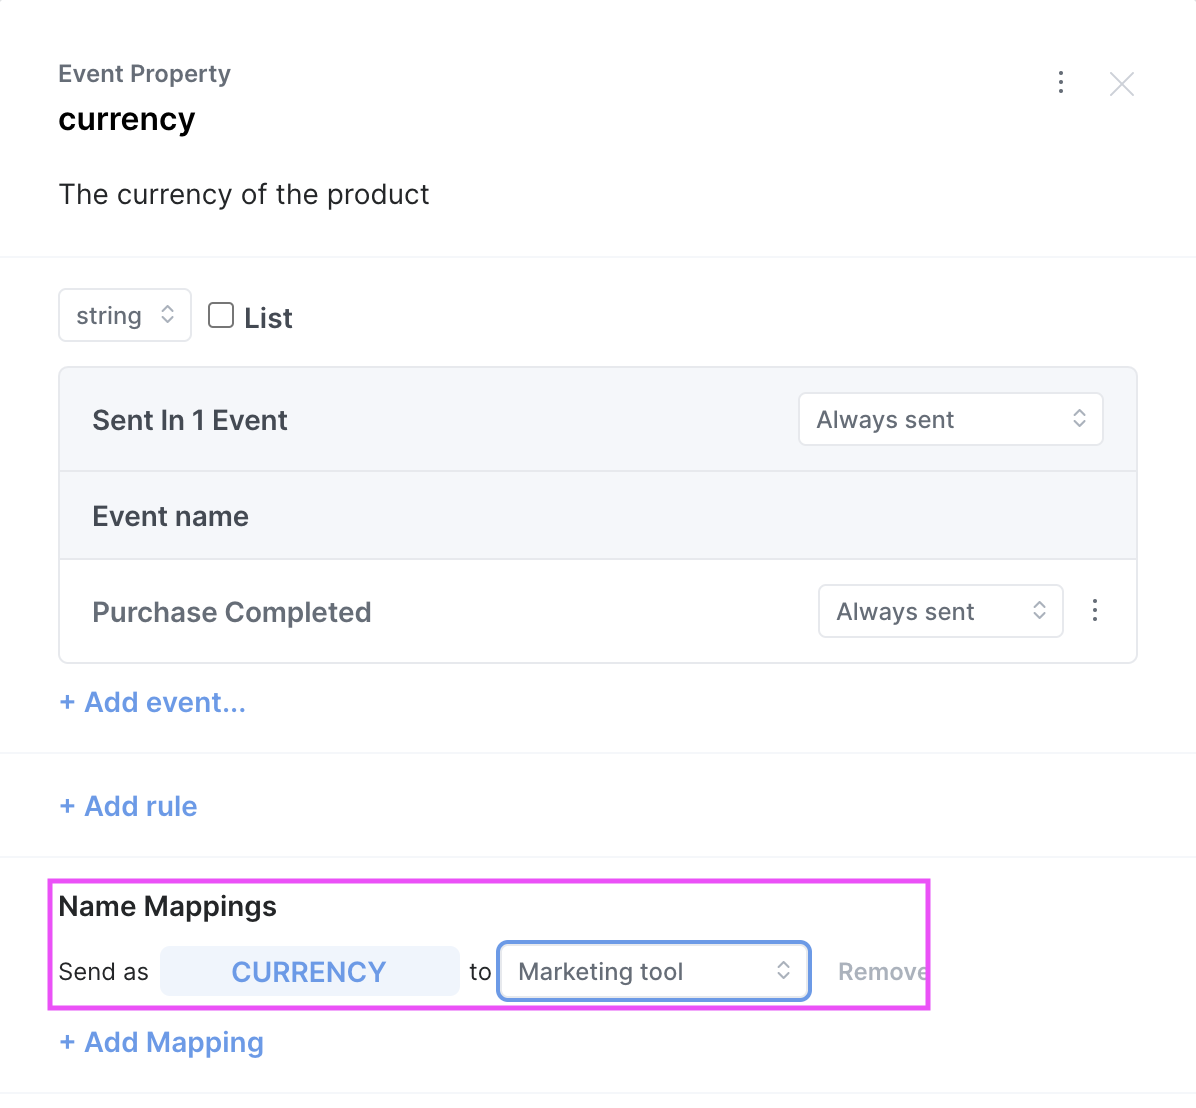 Event Property
currency
The currency of the product
string List
Sent In 1 Event Always sent
Event name
Purchase Completed Always sent
+ Add event...
+ Add rule
Name Mappings
Send as CURRENCY to Marketing tool Remove
+ Add Mapping